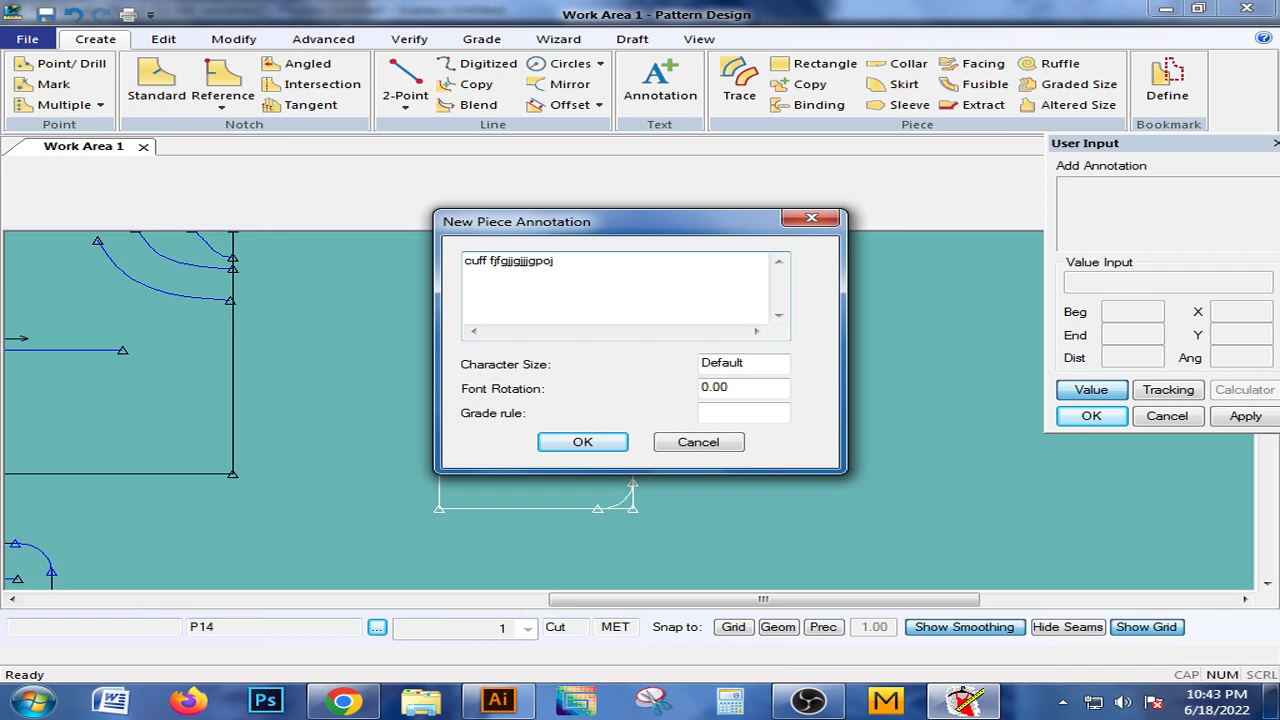 Work Area 1 - Pattern Design
File Create Edit Modify Advanced Verify Grade Wizard Draft View
Point/ Drill
Mark
Multiple
Point
Standard
Reference
Angled
Intersection
Tangent
Notch
2-Point
Digitized
Copy
Blend
Circles
Mirror
Offset
Line
Annotation
Text
Trace
Rectangle
Copy
Binding
Collar
Skirt
Sleeve
Facing
Fusible
Extract
Ruffle
Graded Size
Altered Size
Piece
Define
Bookmark
Work Area 1
User Input
Add Annotation
Value Input
Beg X
End Y
Dist Ang
Value Tracking Calculator
OK Cancel Apply
New Piece Annotation
cuff fjfgjjgjjjgpoj
Character Size: Default
Font Rotation: 0.00
Grade rule:
OK Cancel
P14 ... 1 Cut MET Snap to: Grid Geom Prec 1.00 Show Smoothing Hide Seams Show Grid
Ready CAP NUM SCRL
W Ps Ai M
10:43 PM
6/18/2022